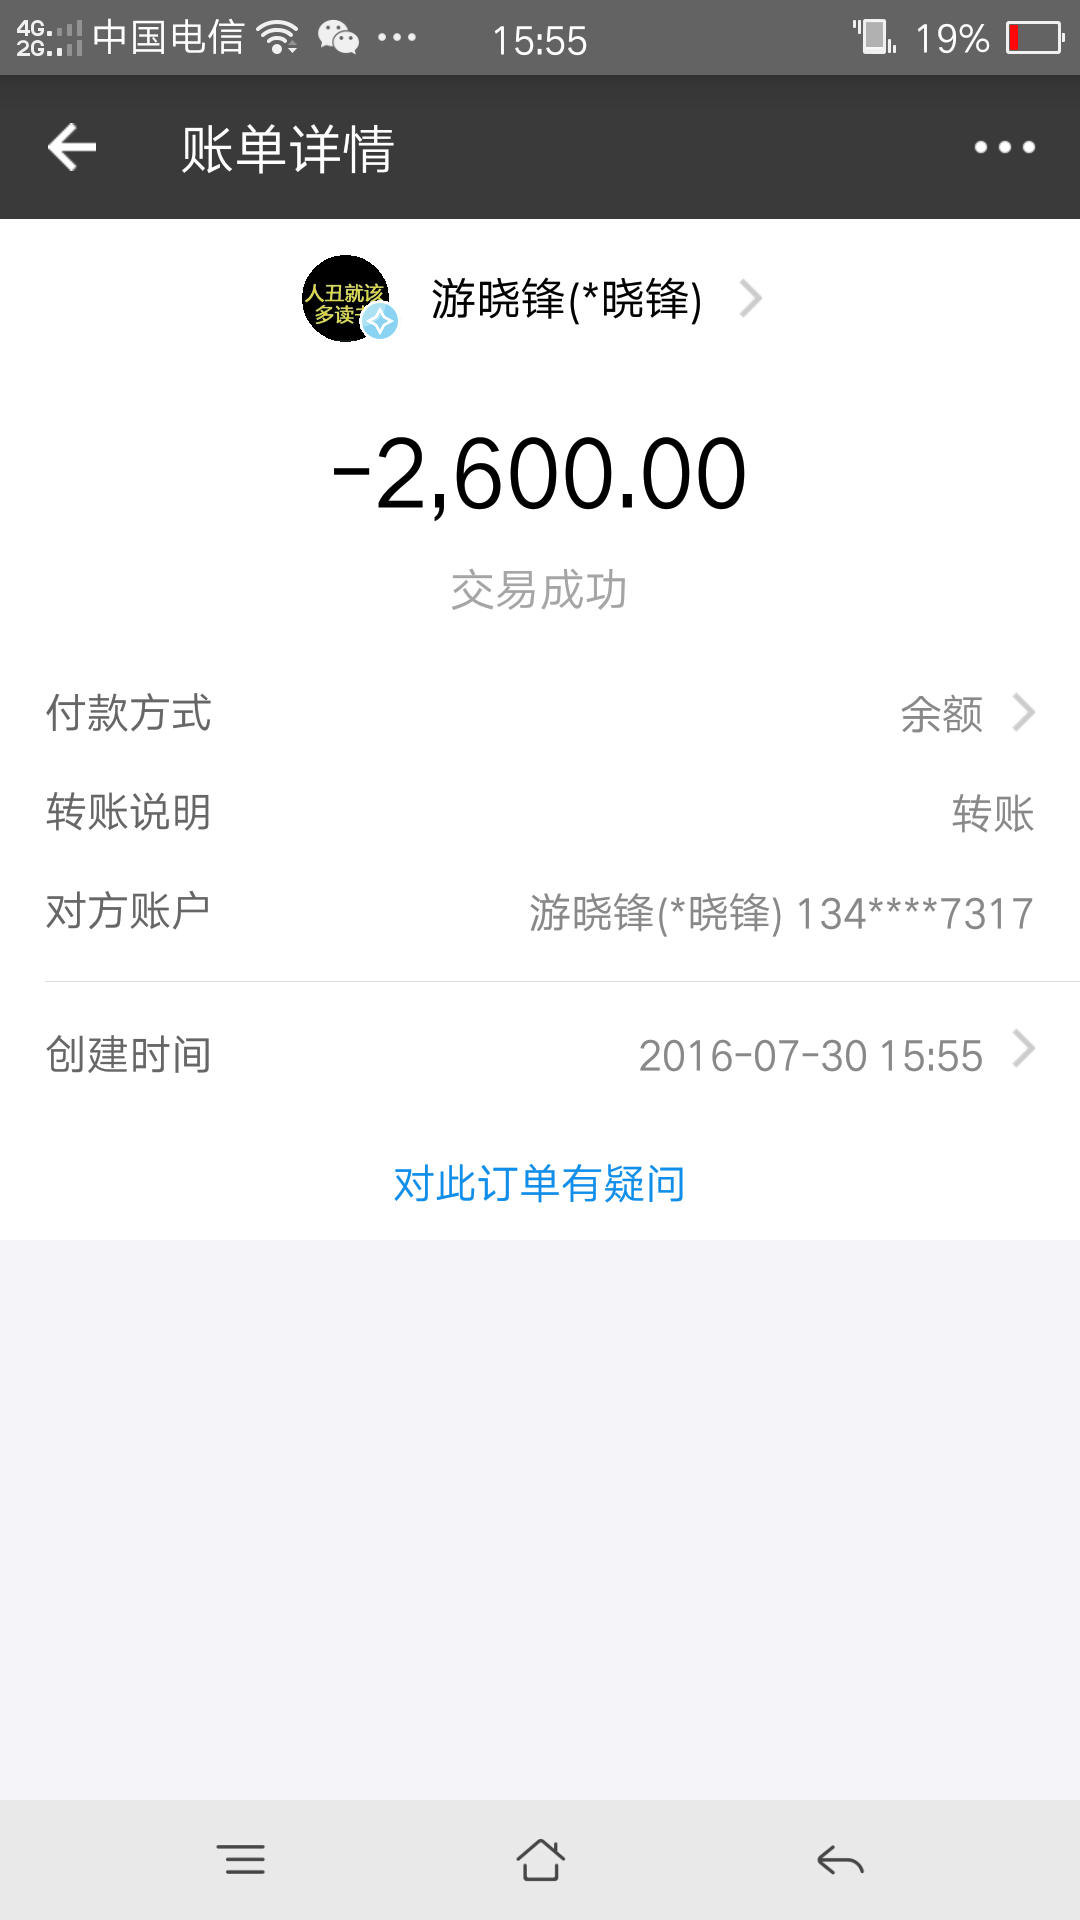 4G 中国电信 15:55 19%
2G
账单详情
人丑就该
多读
游晓锋(*晓锋)
-2,600.00
交易成功
付款方式 余额
转账说明 转账
对方账户 游晓锋(*晓锋) 134****7317
创建时间 2016-07-30 15:55
对此订单有疑问